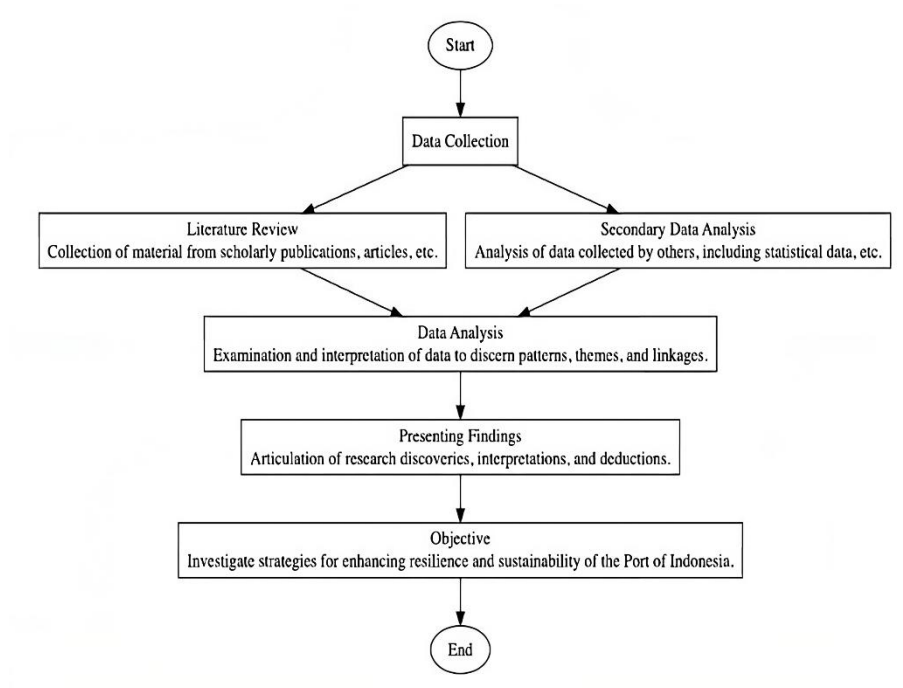 Start
Data Collection
Literature Review
Collection of material from scholarly publications, articles, etc.
Secondary Data Analysis
Analysis of data collected by others, including statistical data, etc.
Data Analysis
Examination and interpretation of data to discern patterns, themes, and linkages.
Presenting Findings
Articulation of research discoveries, interpretations, and deductions.
Objective
Investigate strategies for enhancing resilience and sustainability of the Port of Indonesia.
End